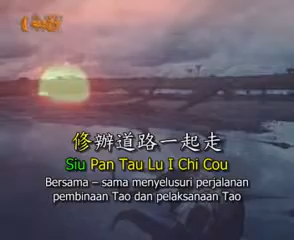 修辦道路一起走
Siu Pan Tau Lu I Chi Cou
Bersama – sama menyelusuri perjalanan
pembinaan Tao dan pelaksanaan Tao